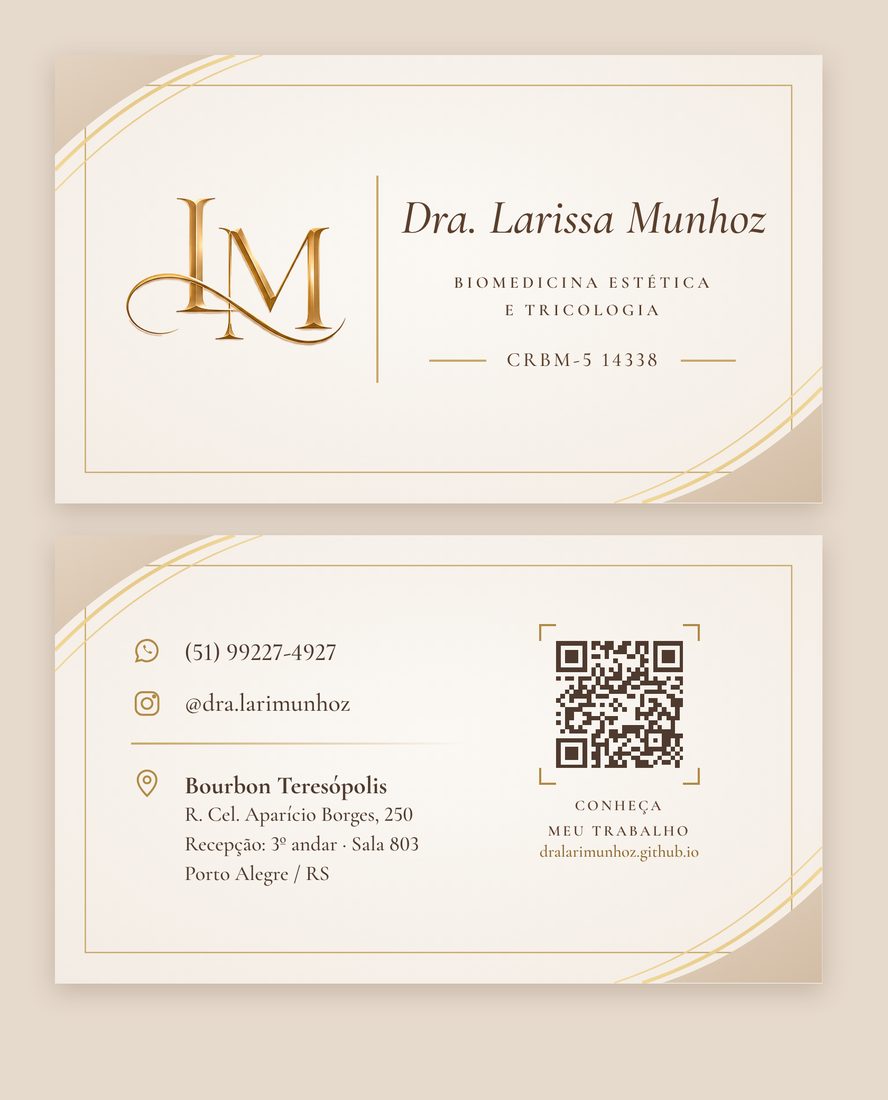 LM
Dra. Larissa Munhoz
BIOMEDICINA ESTÉTICA
E TRICOLOGIA
CRBM-5 14338
(51) 99227-4927
@dra.larimunhoz
Bourbon Teresópolis
R. Cel. Aparício Borges, 250
Recepção: 3º andar · Sala 803
Porto Alegre / RS
CONHEÇA
MEU TRABALHO
dralarimunhoz.github.io